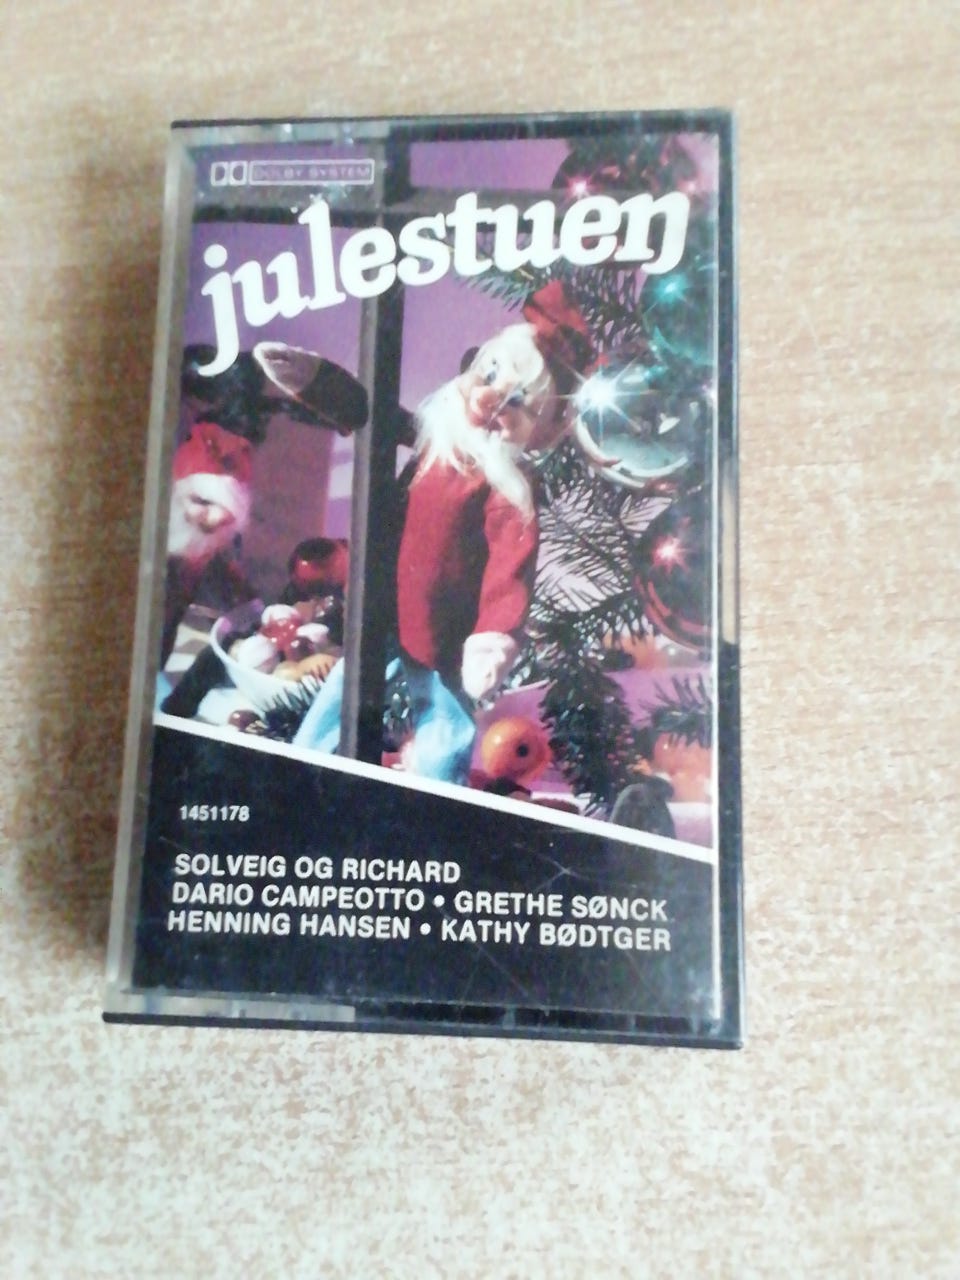 DOLBY SYSTEM
julestuen
1451178
SOLVEIG OG RICHARD
DARIO CAMPEOTTO • GRETHE SØNCK
HENNING HANSEN • KATHY BØDTGER